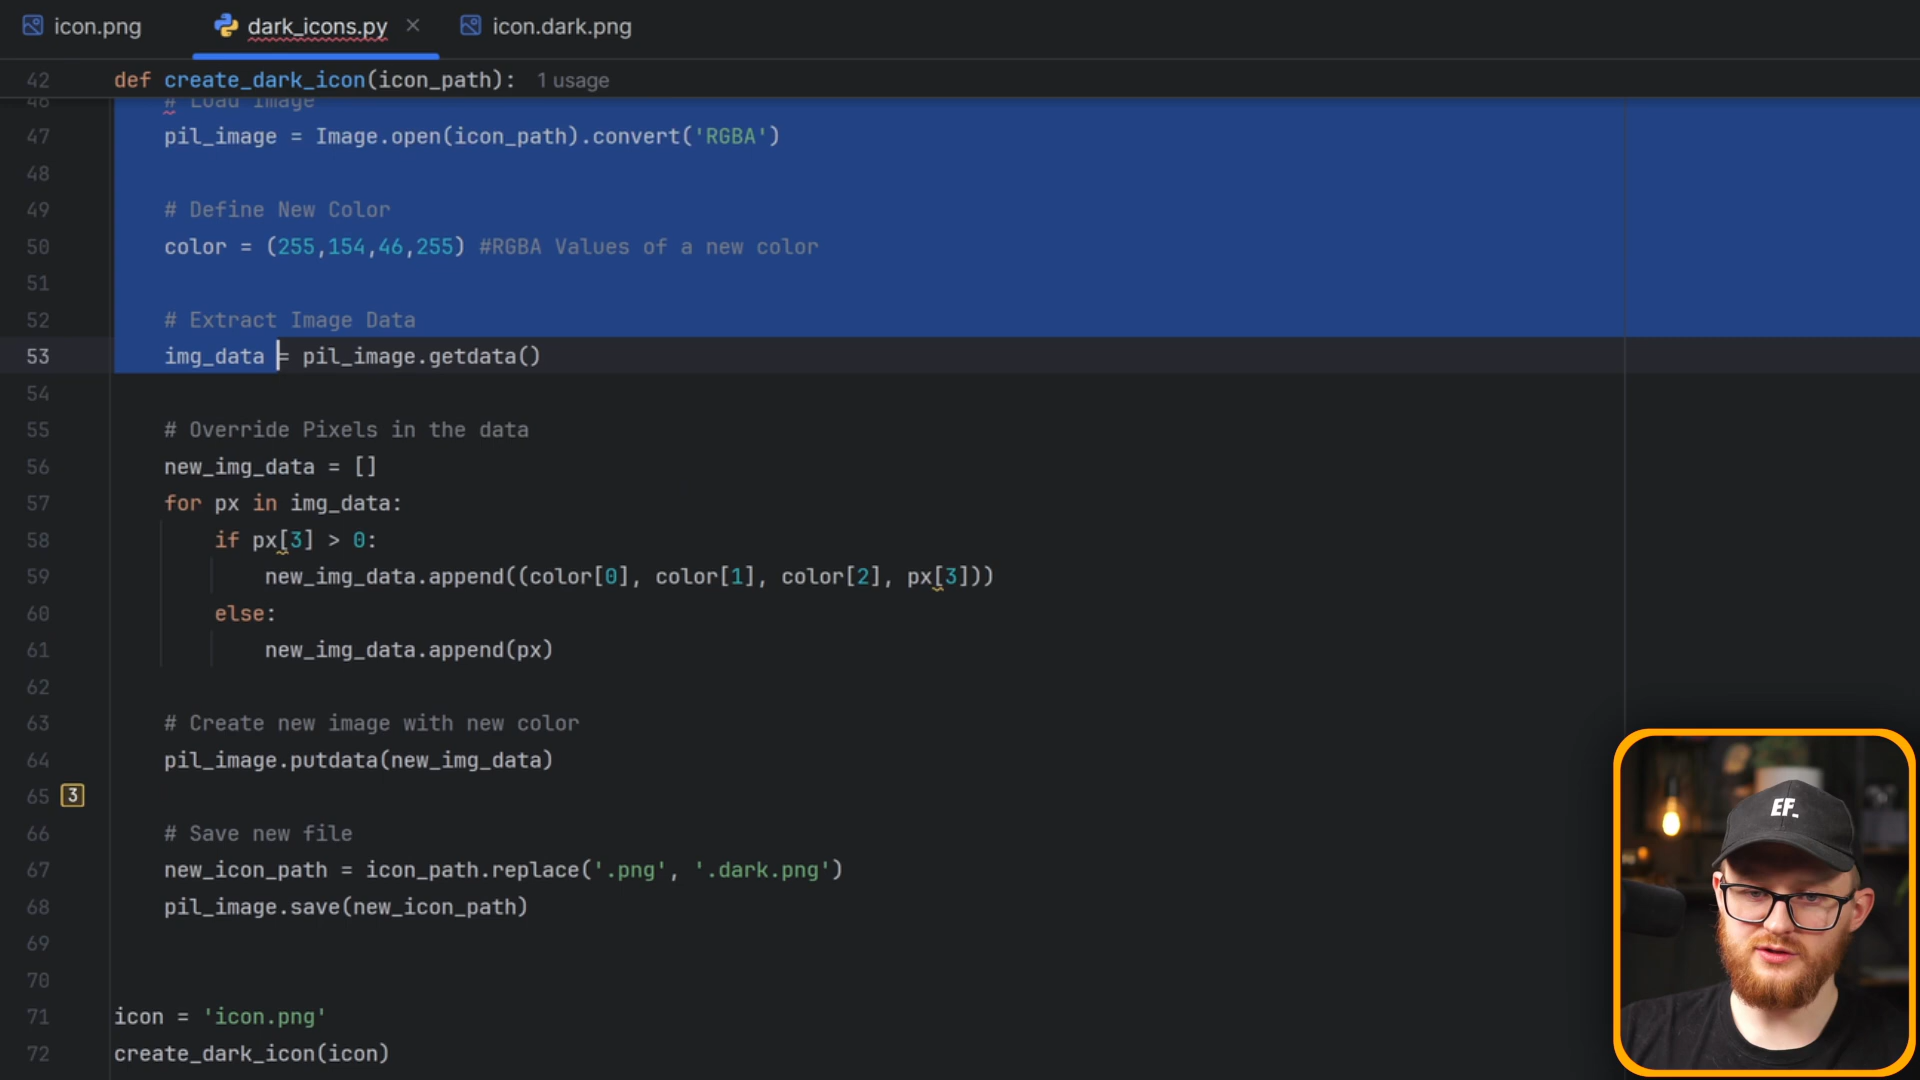 icon.png dark_icons.py icon.dark.png
42 def create_dark_icon(icon_path): 1 usage
46 # Load Image
47 pil_image = Image.open(icon_path).convert('RGBA')
48
49 # Define New Color
50 color = (255,154,46,255) #RGBA Values of a new color
51
52 # Extract Image Data
53 img_data = pil_image.getdata()
54
55 # Override Pixels in the data
56 new_img_data = []
57 for px in img_data:
58 if px[3] > 0:
59 new_img_data.append((color[0], color[1], color[2], px[3]))
60 else:
61 new_img_data.append(px)
62
63 # Create new image with new color
64 pil_image.putdata(new_img_data)
65 3
66 # Save new file
67 new_icon_path = icon_path.replace('.png', '.dark.png')
68 pil_image.save(new_icon_path)
69
70
71 icon = 'icon.png'
72 create_dark_icon(icon)
EF.